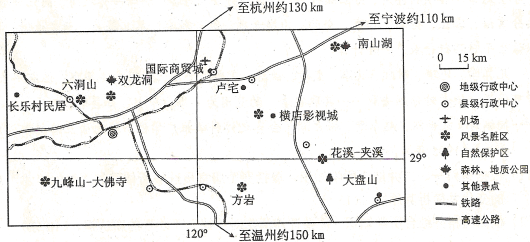 至杭州约130 km
至宁波约110 km
国际商贸城
南山湖
六洞山
双龙洞
卢宅
长乐村民居
横店影视城
花溪-夹溪
29°
九峰山-大佛寺
方岩
大盘山
120°
至温州约150 km
0 15 km
地级行政中心
县级行政中心
机场
风景名胜区
自然保护区
森林、地质公园
其他景点
铁路
高速公路